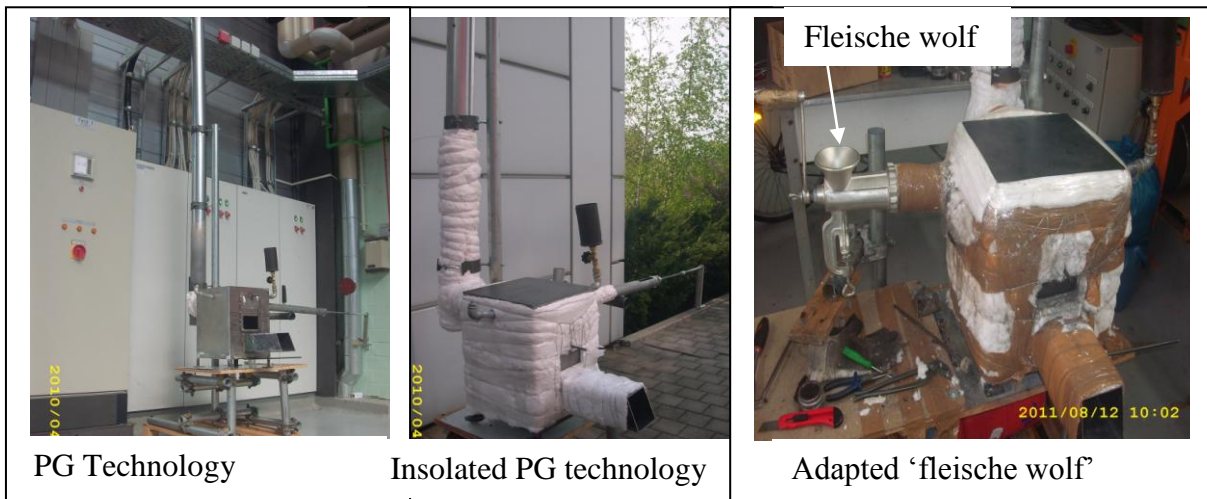 Fleische wolf
2010/04
2010/04
2011/08/12 10:02
PG Technology
Insolated PG technology
Adapted ‘fleische wolf’